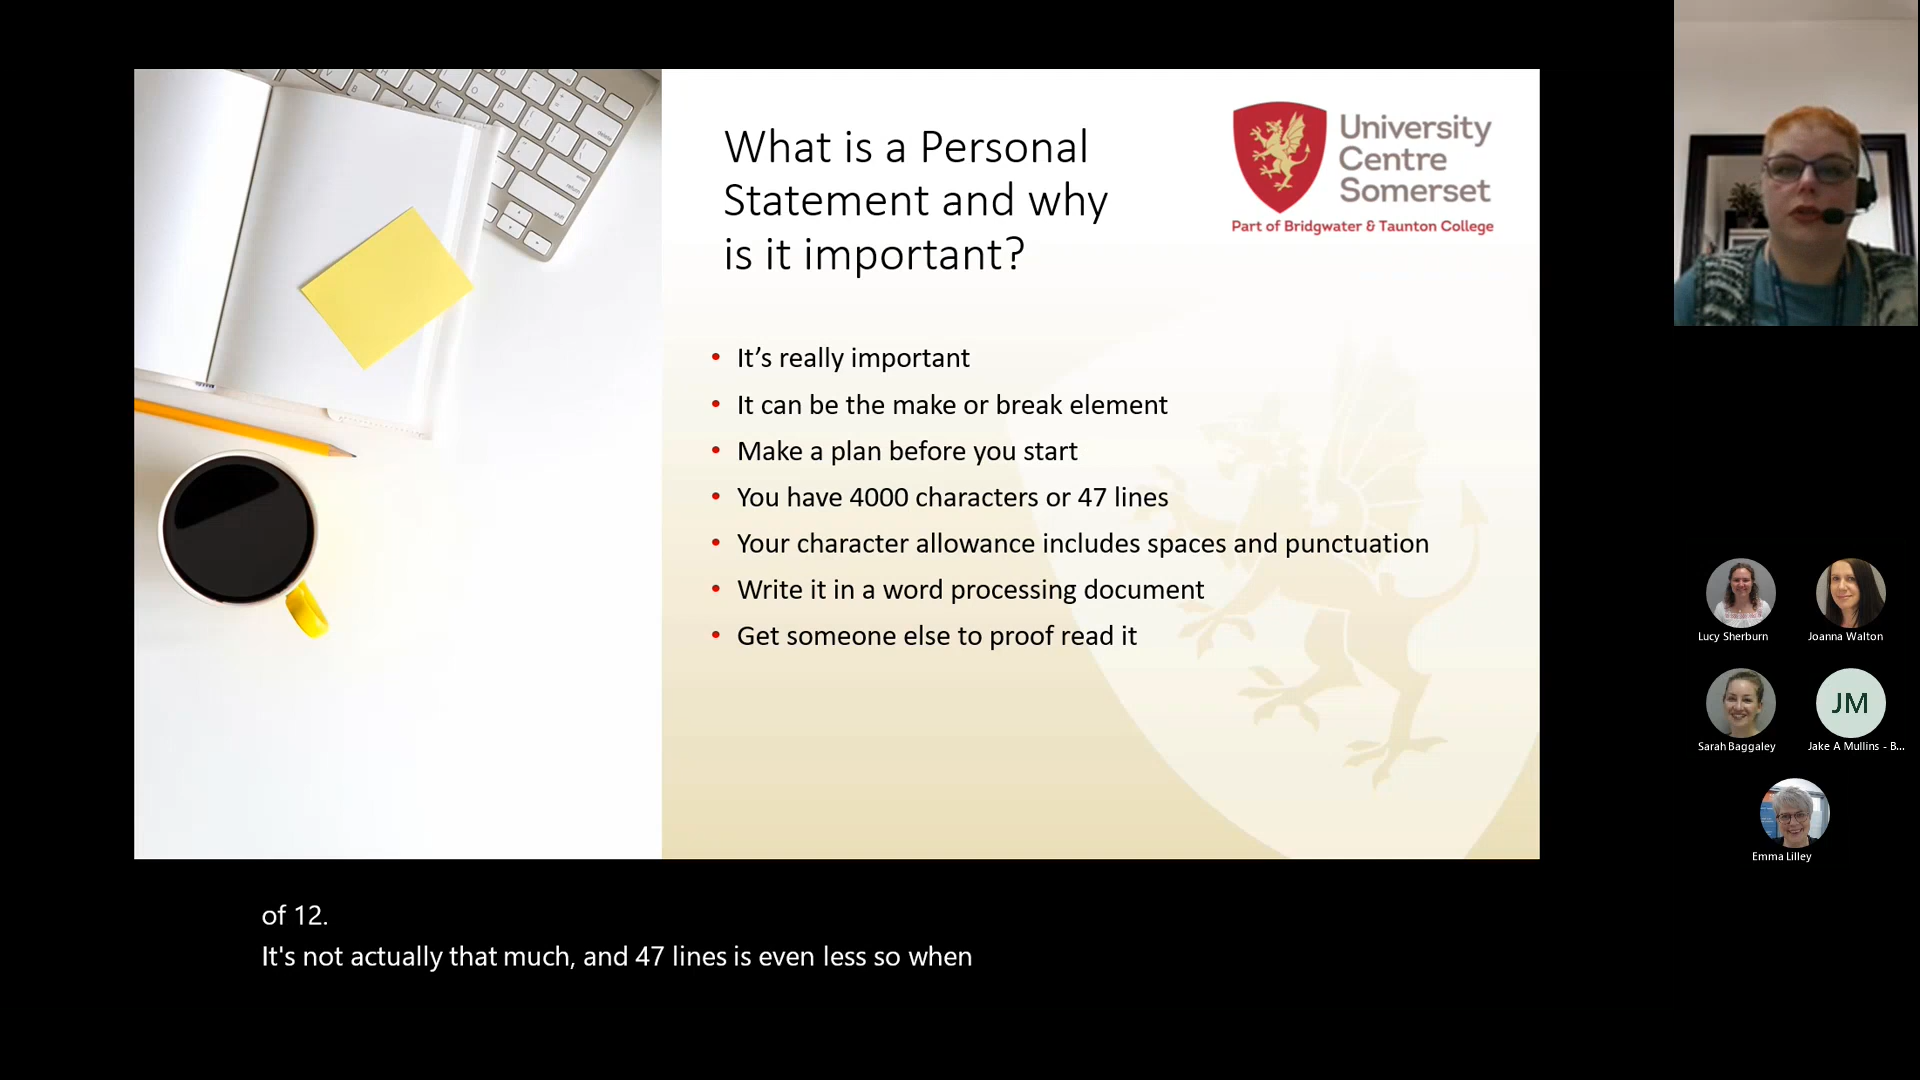 What is a Personal
Statement and why
is it important?
University
Centre
Somerset
Part of Bridgwater & Taunton College
• It’s really important
• It can be the make or break element
• Make a plan before you start
• You have 4000 characters or 47 lines
• Your character allowance includes spaces and punctuation
• Write it in a word processing document
• Get someone else to proof read it
Lucy Sherburn
Joanna Walton
Sarah Baggaley
JM
Jake A Mullins - B...
Emma Lilley
of 12.
It's not actually that much, and 47 lines is even less so when